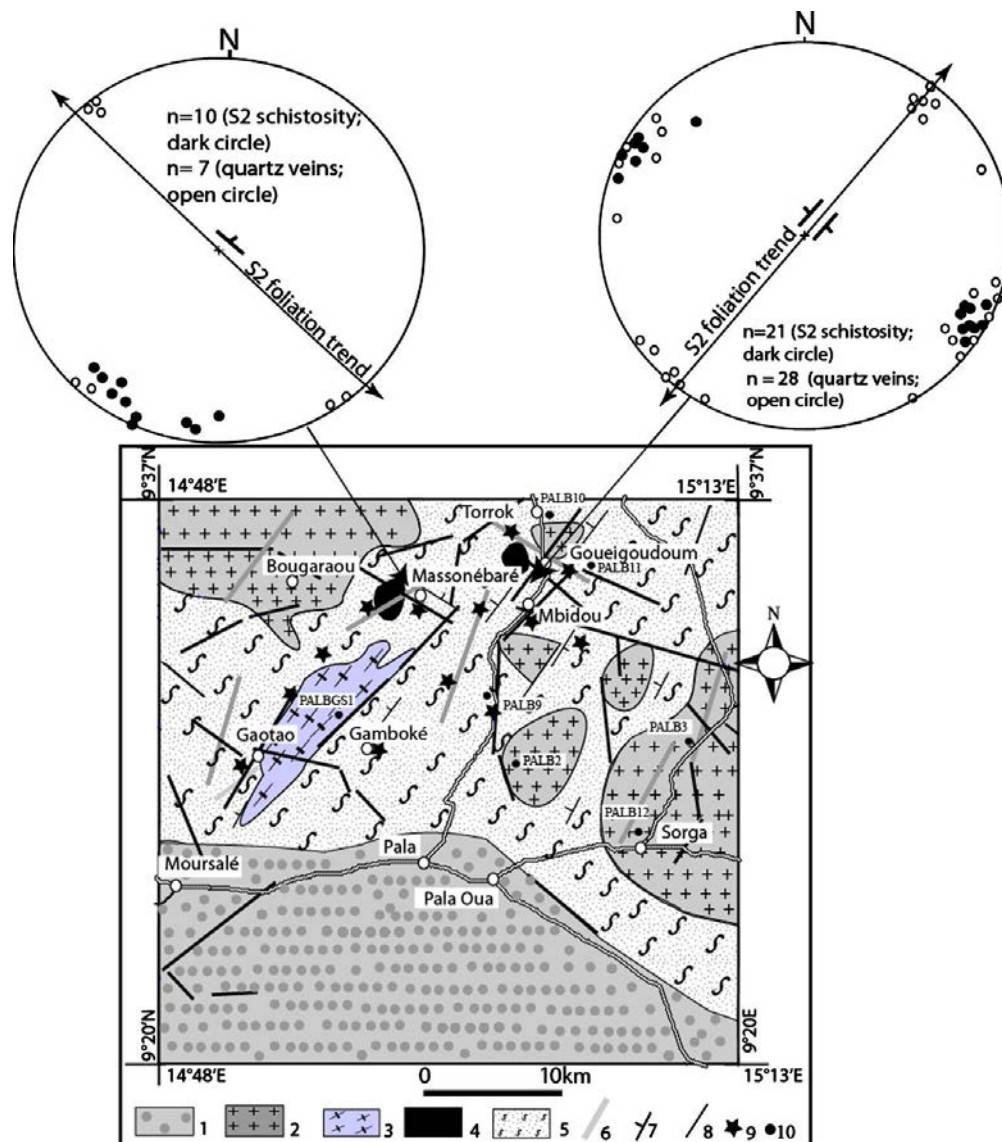 N
n=10 (S2 schistosity;
dark circle)
n= 7 (quartz veins;
open circle)
S2 foliation trend
N
S2 foliation trend
n=21 (S2 schistosity;
dark circle)
n = 28 (quartz veins;
open circle)
9°37'N
14°48'E
15°13'E
9°37'N
PALB10
Torrok
Goueigoudoum
PALB11
Bougaraou
Massonébaré
Mbidou
N
PALBGS1
PALB9
Gaotao
Gamboké
PALB3
PALB2
PALB12
Sorga
Moursalé
Pala
Pala Oua
9°20'N
9°20E
14°48'E
0 10km
15°13'E
1 2 3 4 5 6 7 8 9 10